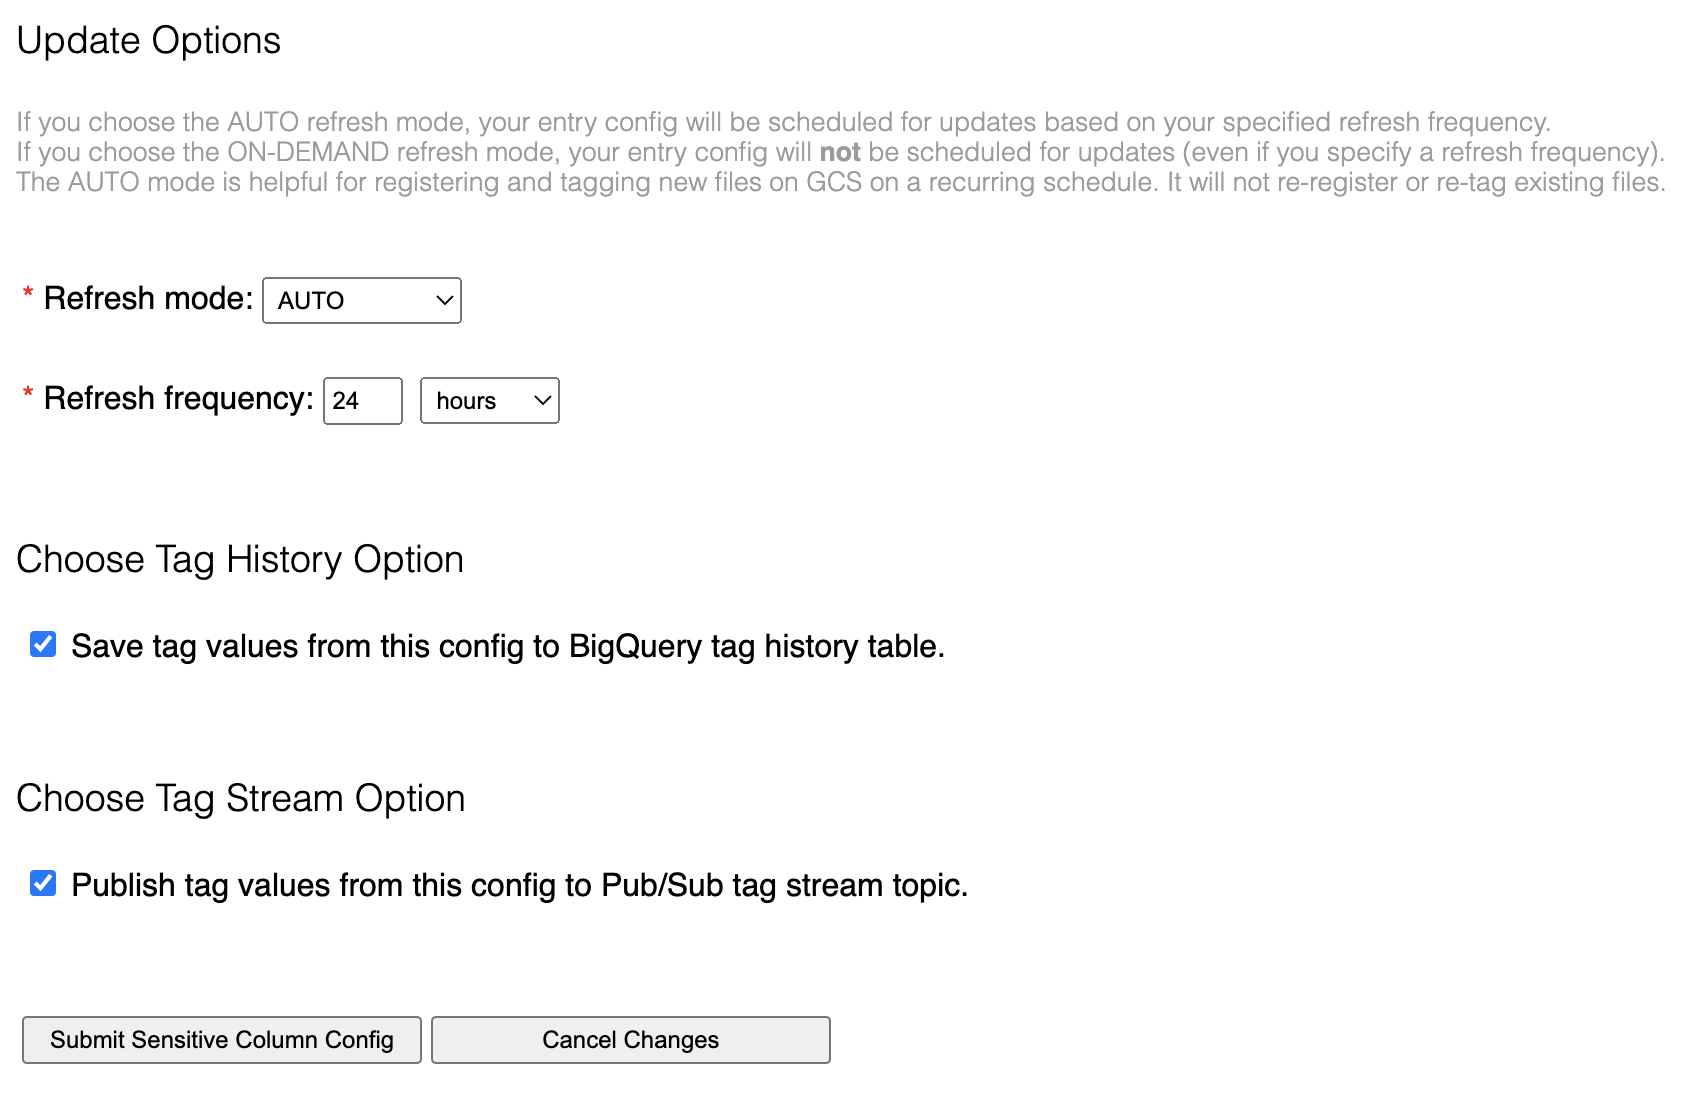 Update Options
If you choose the AUTO refresh mode, your entry config will be scheduled for updates based on your specified refresh frequency.
If you choose the ON-DEMAND refresh mode, your entry config will not be scheduled for updates (even if you specify a refresh frequency).
The AUTO mode is helpful for registering and tagging new files on GCS on a recurring schedule. It will not re-register or re-tag existing files.
* Refresh mode: AUTO
* Refresh frequency: 24 hours
Choose Tag History Option
Save tag values from this config to BigQuery tag history table.
Choose Tag Stream Option
Publish tag values from this config to Pub/Sub tag stream topic.
Submit Sensitive Column Config Cancel Changes